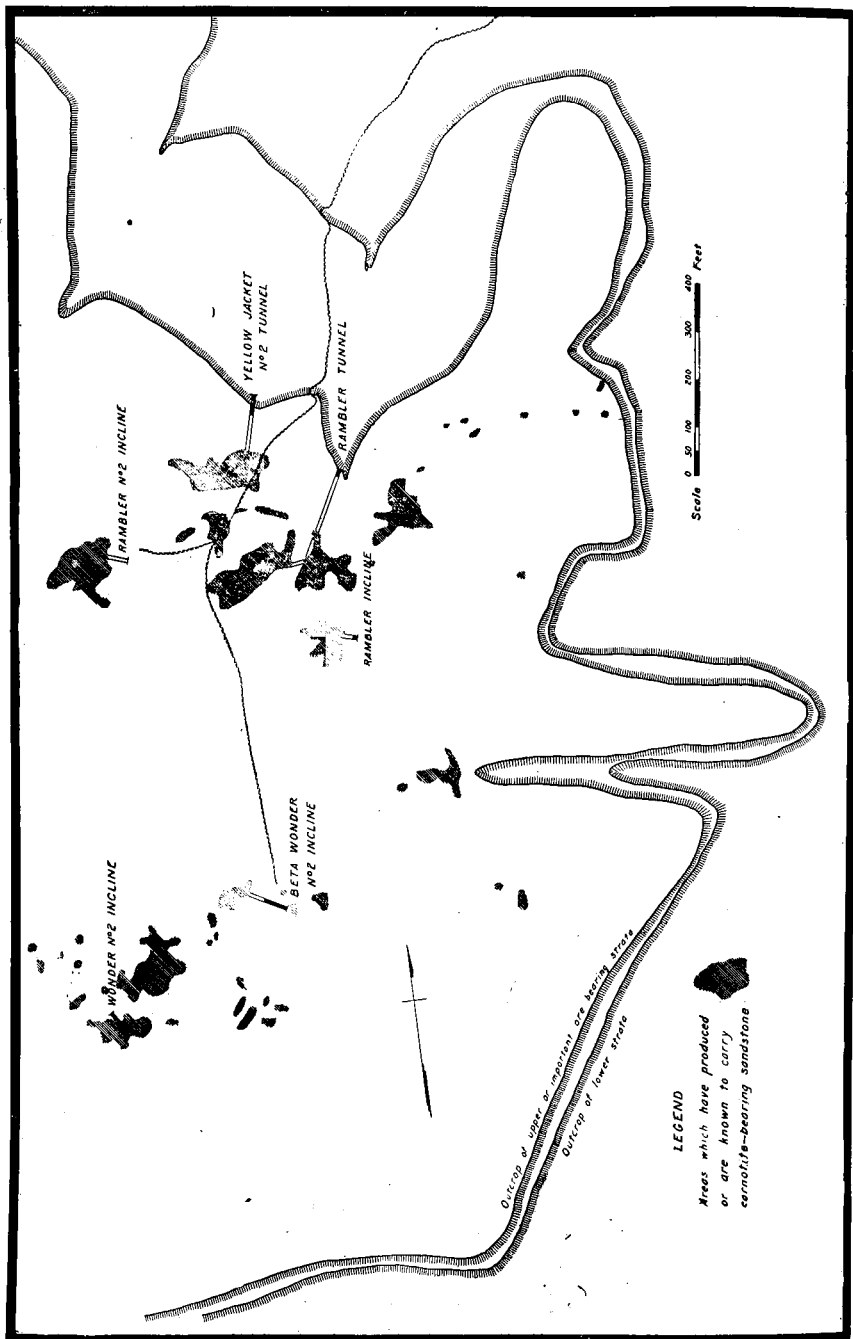 YELLOW JACKET
Nº2 TUNNEL
RAMBLER TUNNEL
RAMBLER Nº2 INCLINE
RAMBLER INCLINE
BETA WONDER
Nº2 INCLINE
WONDER Nº2 INCLINE
Scale 0 50 100 200 300 400 Feet
Outcrop of upper or important ore bearing strata
Outcrop of lower strata
LEGEND
Areas which have produced
or are known to carry
carnotite-bearing sandstone